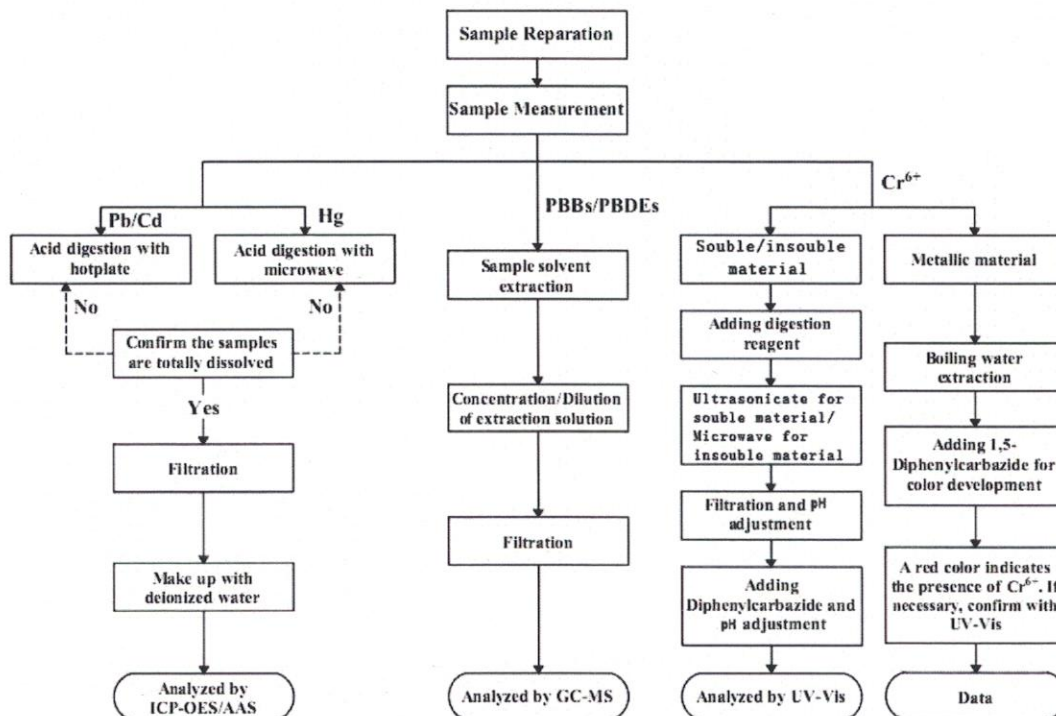 Sample Reparation
Sample Measurement
Cr⁶⁺
PBBs/PBDEs
Pb/Cd
Hg
Acid digestion with
hotplate
Acid digestion with
microwave
No
No
Confirm the samples
are totally dissolved
Yes
Filtration
Make up with
deionized water
Analyzed by
ICP-OES/AAS
Sample solvent
extraction
Concentration/Dilution
of extraction solution
Filtration
Analyzed by GC-MS
Souble/insouble
material
Adding digestion
reagent
Ultrasonicate for
souble material/
Microwave for
insouble material
Filtration and pH
adjustment
Adding
Diphenylcarbazide and
pH adjustment
Analyzed by UV-Vis
Metallic material
Boiling water
extraction
Adding 1,5-
Diphenylcarbazide for
color development
A red color indicates
the presence of Cr⁶⁺. If
necessary, confirm with
UV-Vis
Data